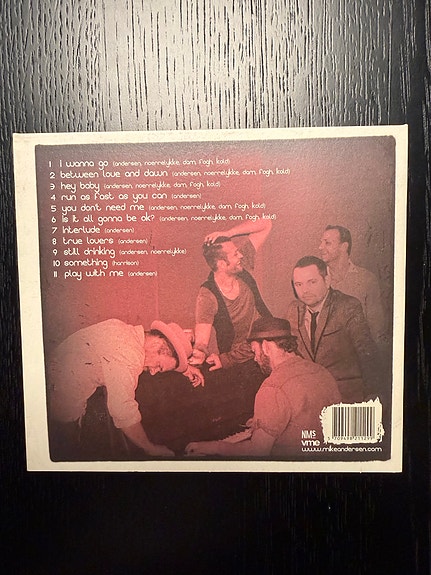 1 i wanna go (andersen, noerrelykke, dam, fogh, kold)
2 between love and dawn (andersen, noerrelykke, dam, fogh, kold)
3 hey baby (andersen, noerrelykke, dam, fogh, kold)
4 run as fast as you can (andersen)
5 you don't need me (andersen, noerrelykke, dam, fogh, kold)
6 is it all gonna be ok? (andersen, noerrelykke, dam, fogh, kold)
7 interlude (andersen)
8 true lovers (andersen)
9 still drinking (andersen, noerrelykke)
10 something (harrison)
11 play with me (andersen)
NMS
vme
www.mikeandersen.com